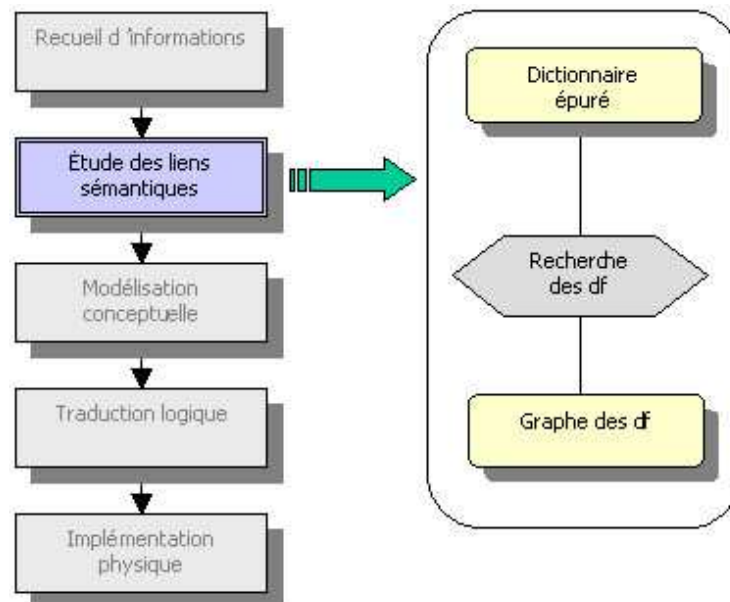 Recueil d 'informations
Étude des liens
sémantiques
Modélisation
conceptuelle
Traduction logique
Implémentation
physique
Dictionnaire
épuré
Recherche
des df
Graphe des df